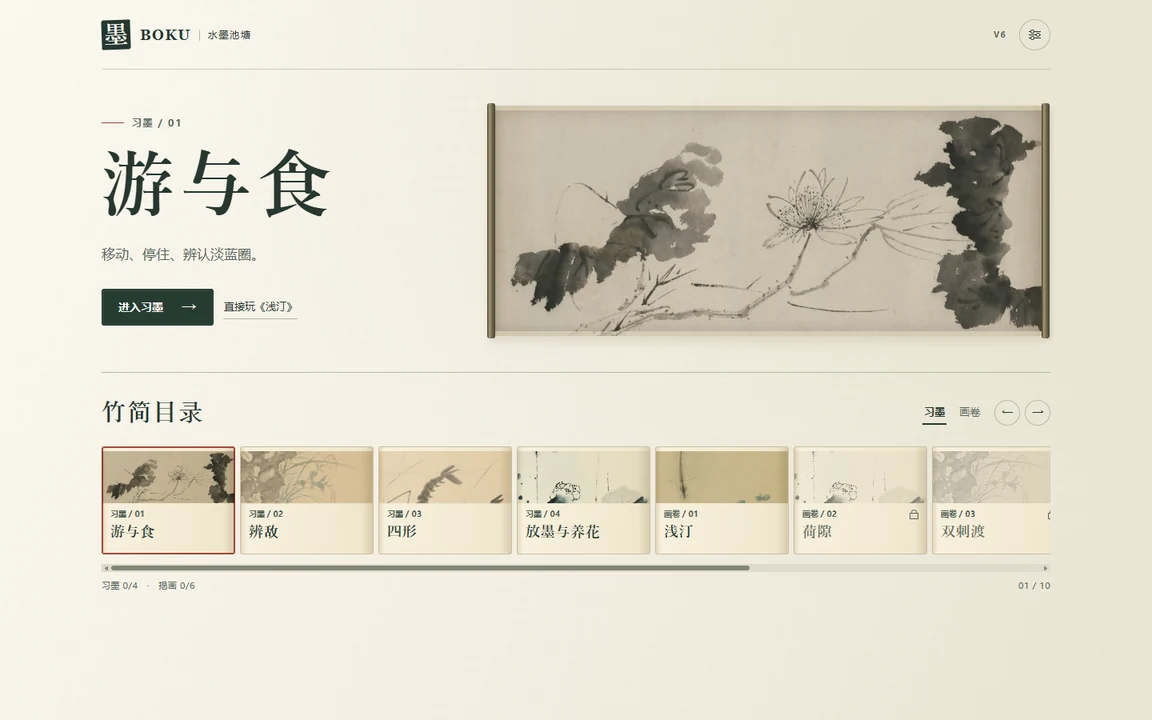 墨 BOKU 水墨池塘 V6
习墨 / 01
游与食
移动、停住、辨认淡蓝圈。
进入习墨 → 直接玩《浅汀》
竹简目录 习墨 画卷 ← →
习墨 / 01
游与食
习墨 / 02
辨敌
习墨 / 03
四形
习墨 / 04
放墨与养花
画卷 / 01
浅汀
画卷 / 02
荷隙
画卷 / 03
双刺渡
习墨 0/4 · 描画 0/6 01 / 10